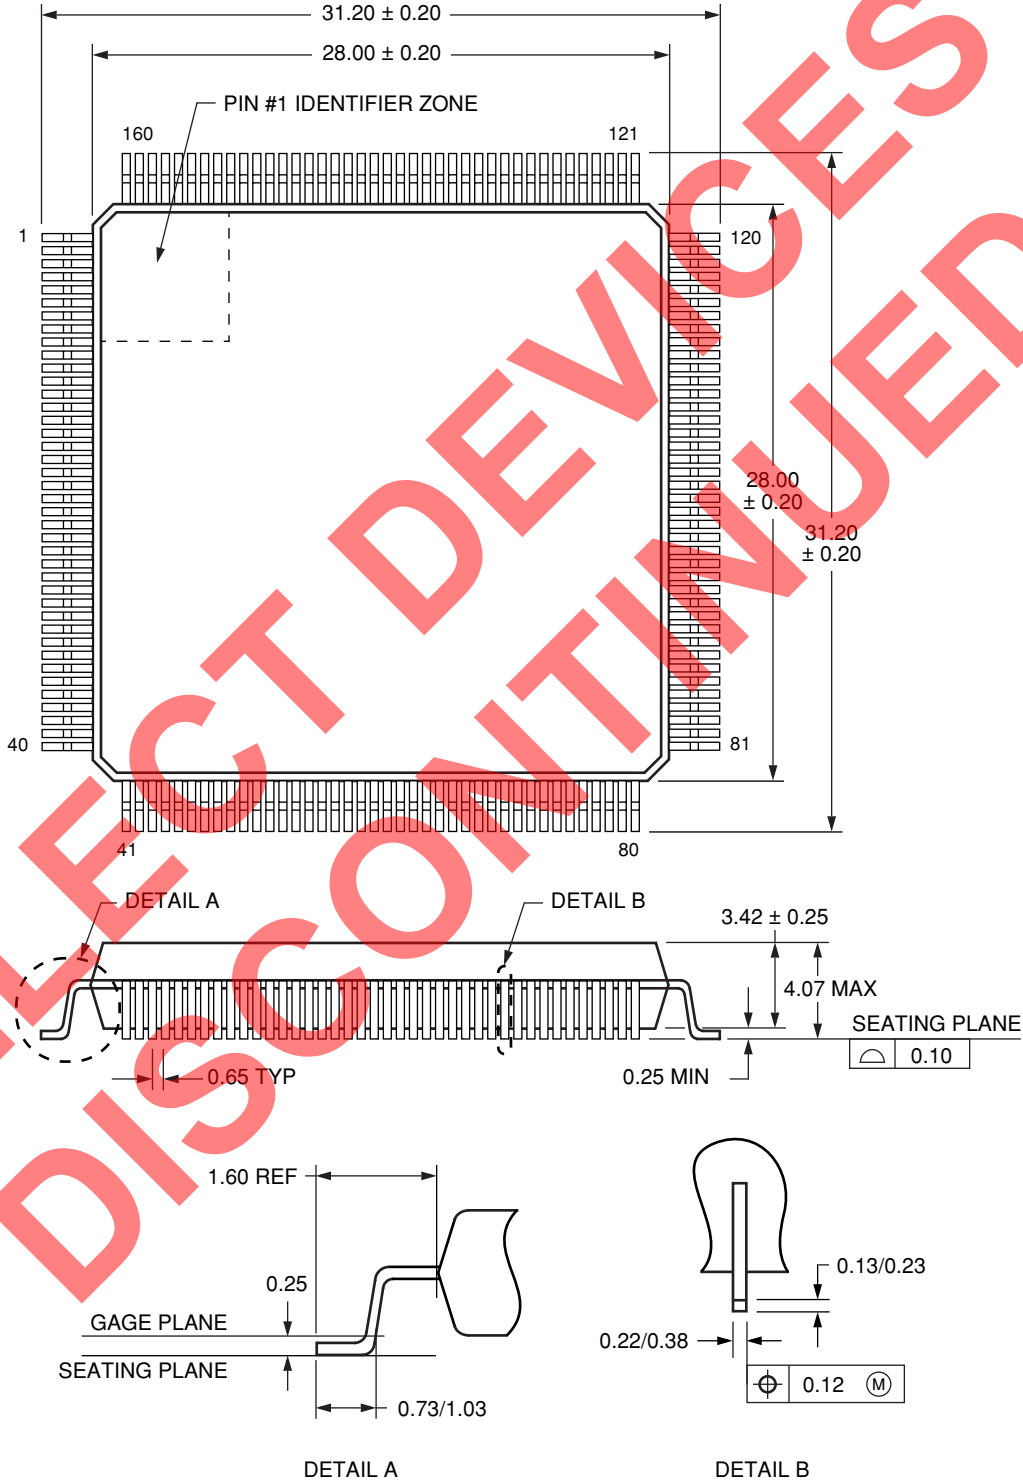 31.20 ± 0.20
28.00 ± 0.20
PIN #1 IDENTIFIER ZONE
160
121
1
120
28.00
± 0.20
31.20
± 0.20
40
81
41
80
DETAIL A
DETAIL B
3.42 ± 0.25
4.07 MAX
SEATING PLANE
0.10
0.65 TYP
0.25 MIN
1.60 REF
0.25
GAGE PLANE
SEATING PLANE
0.73/1.03
0.13/0.23
0.22/0.38
0.12 Ⓜ
DETAIL A
DETAIL B
DEVICES
DISCONTINUED